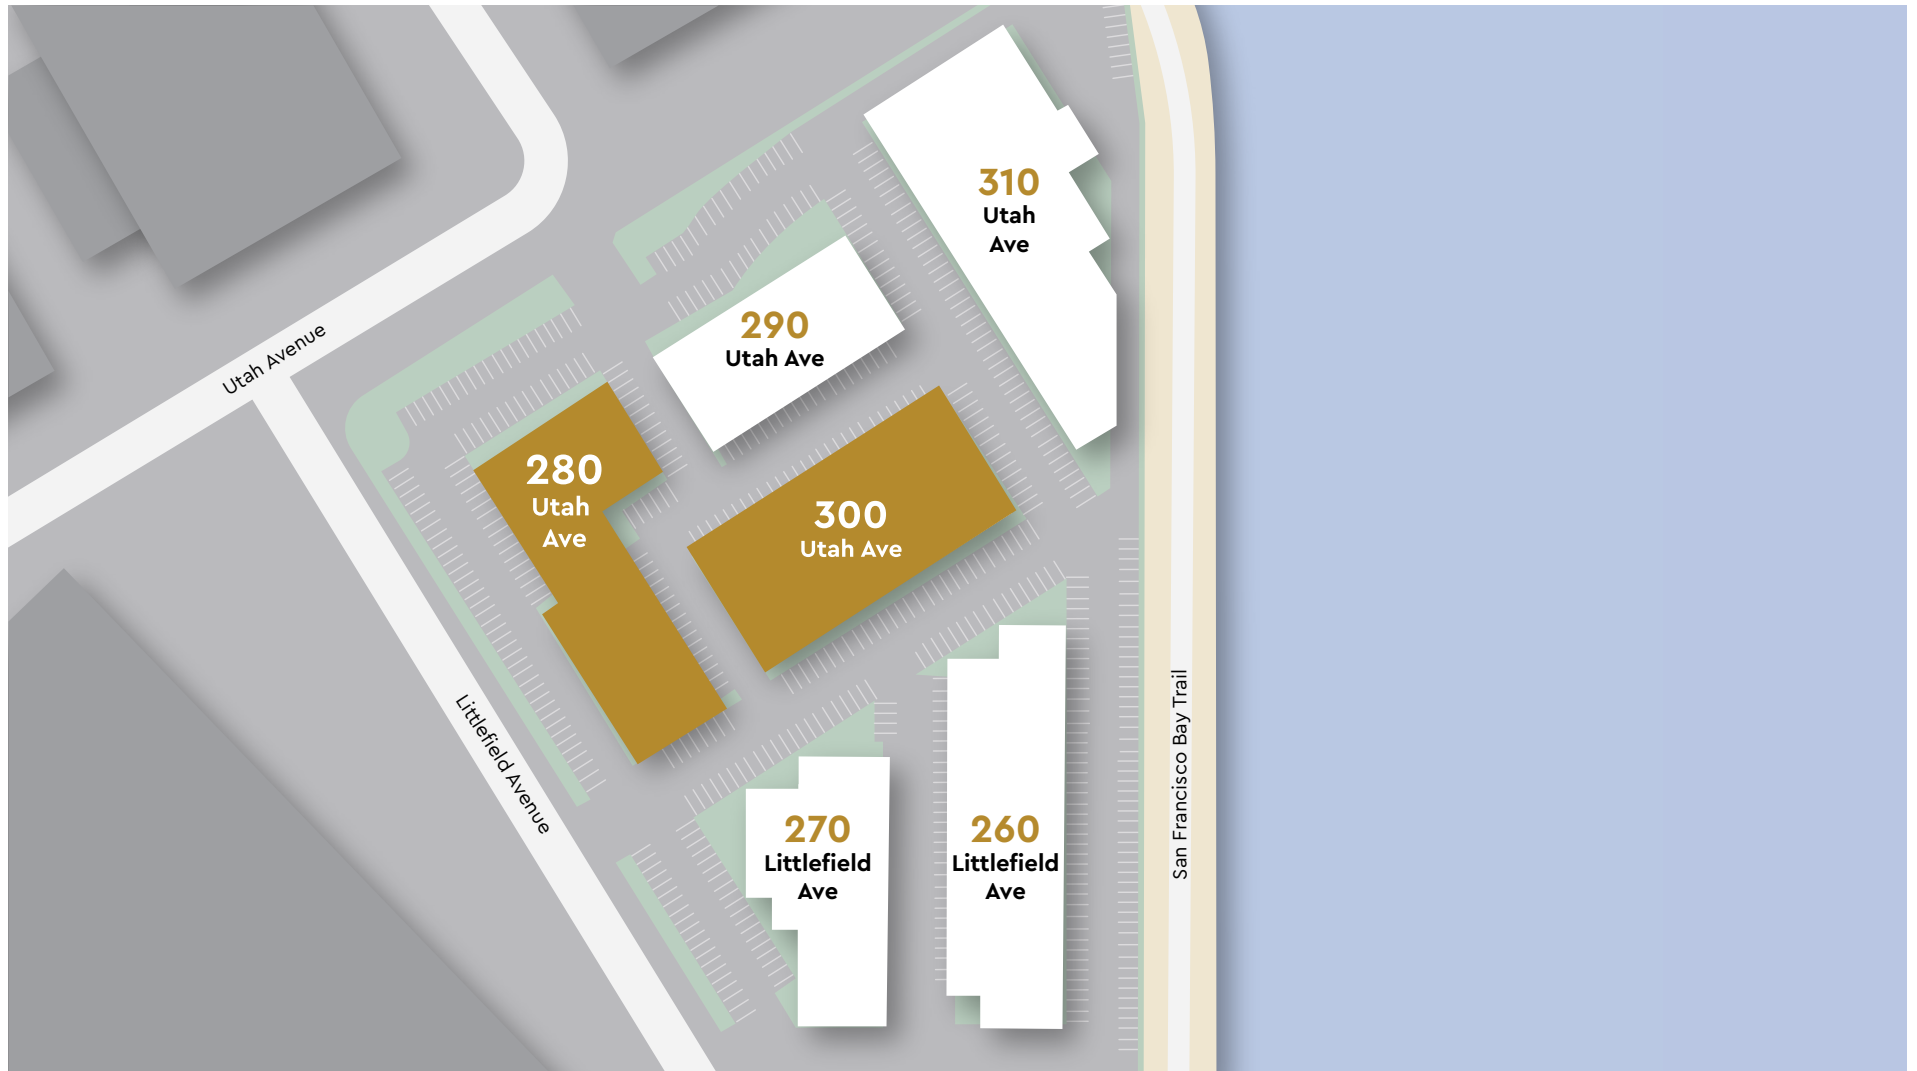 310
Utah
Ave
290
Utah Ave
Utah Avenue
280
Utah
Ave
300
Utah Ave
Littlefield Avenue
San Francisco Bay Trail
270
Littlefield
Ave
260
Littlefield
Ave